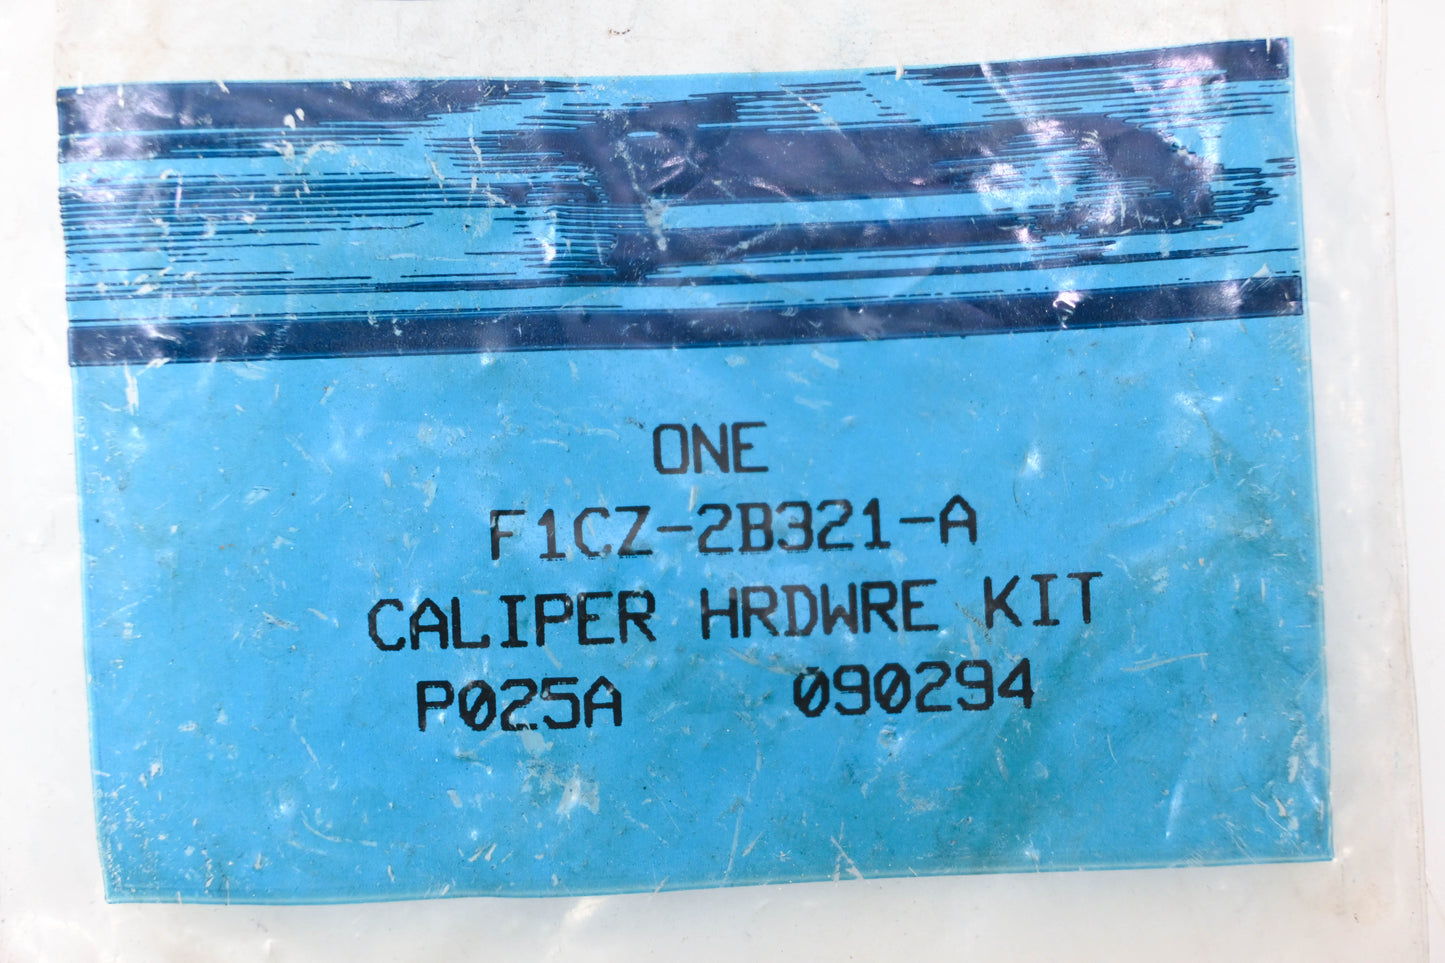 ONE
F1CZ-2B321-A
CALIPER HRDWRE KIT
P025A 090294